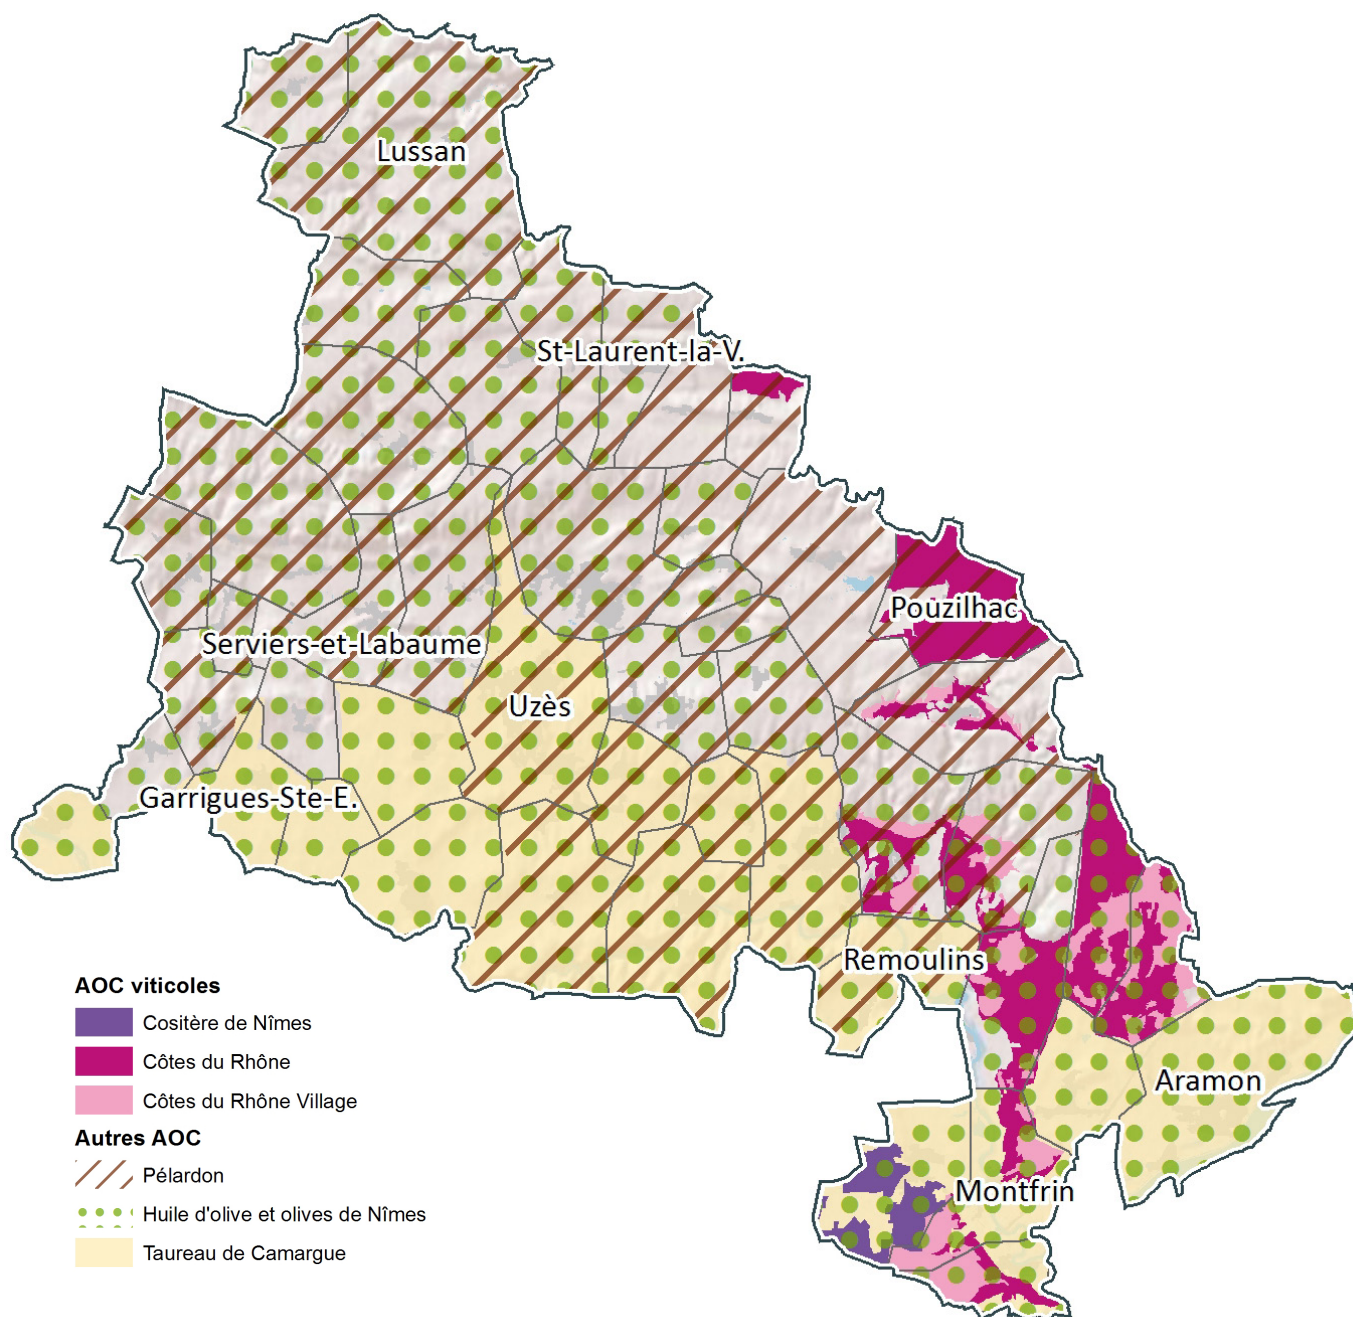 Lussan
St-Laurent-la-V.
Pouzilhac
Serviers-et-Labaume
Uzès
Garrigues-Ste-E.
Remoulins
Aramon
Montfrin
AOC viticoles
Cositère de Nîmes
Côtes du Rhône
Côtes du Rhône Village
Autres AOC
Pélardon
Huile d'olive et olives de Nîmes
Taureau de Camargue